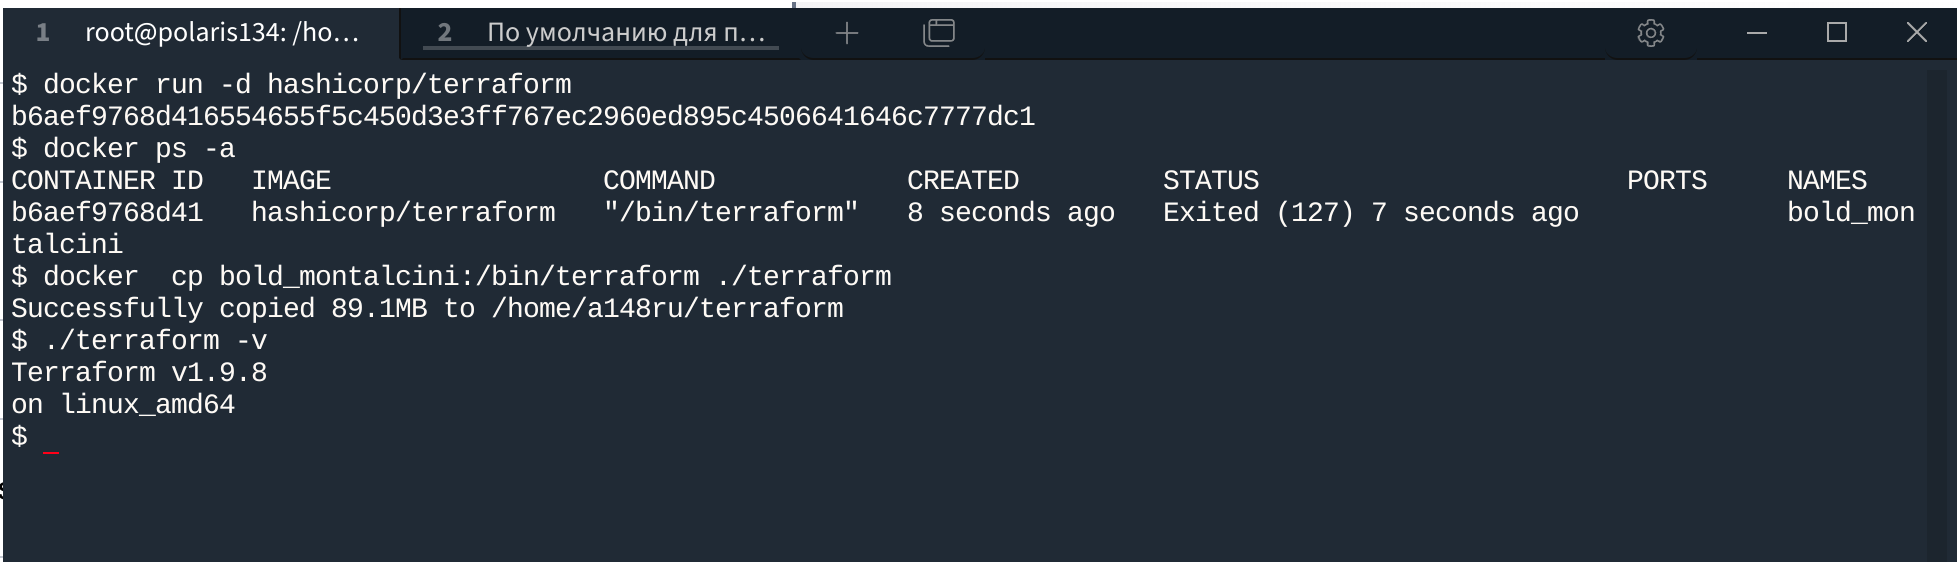 1 root@polaris134: /ho...
2 По умолчанию для п...
$ docker run -d hashicorp/terraform
b6aef9768d416554655f5c450d3e3ff767ec2960ed895c4506641646c7777dc1
$ docker ps -a
CONTAINER ID   IMAGE                 COMMAND            CREATED         STATUS                       PORTS     NAMES
b6aef9768d41   hashicorp/terraform   "/bin/terraform"   8 seconds ago   Exited (127) 7 seconds ago             bold_mon
talcini
$ docker  cp bold_montalcini:/bin/terraform ./terraform
Successfully copied 89.1MB to /home/a148ru/terraform
$ ./terraform -v
Terraform v1.9.8
on linux_amd64
$ _